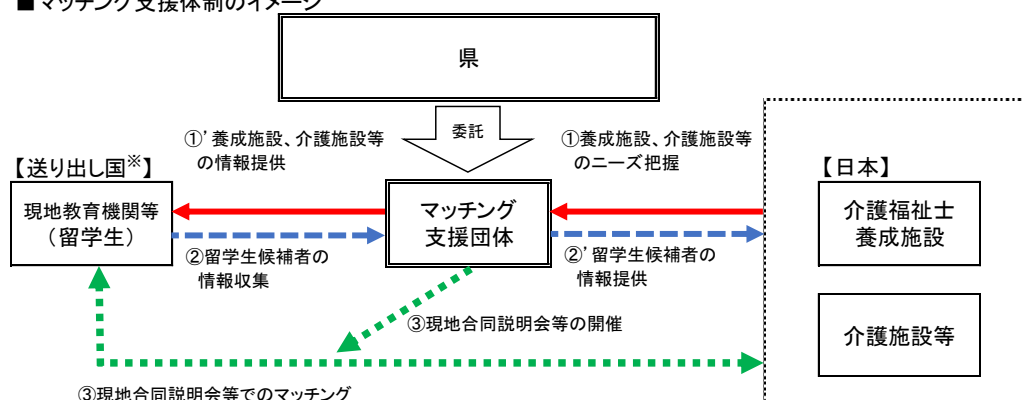 ■マッチング支援体制のイメージ
県
委託
①’養成施設、介護施設等
の情報提供
①養成施設、介護施設等
のニーズ把握
【送り出し国※】
【日本】
現地教育機関等
（留学生）
マッチング
支援団体
介護福祉士
養成施設
②留学生候補者の
情報収集
②’留学生候補者の
情報提供
③現地合同説明会等の開催
介護施設等
③現地合同説明会等でのマッチング